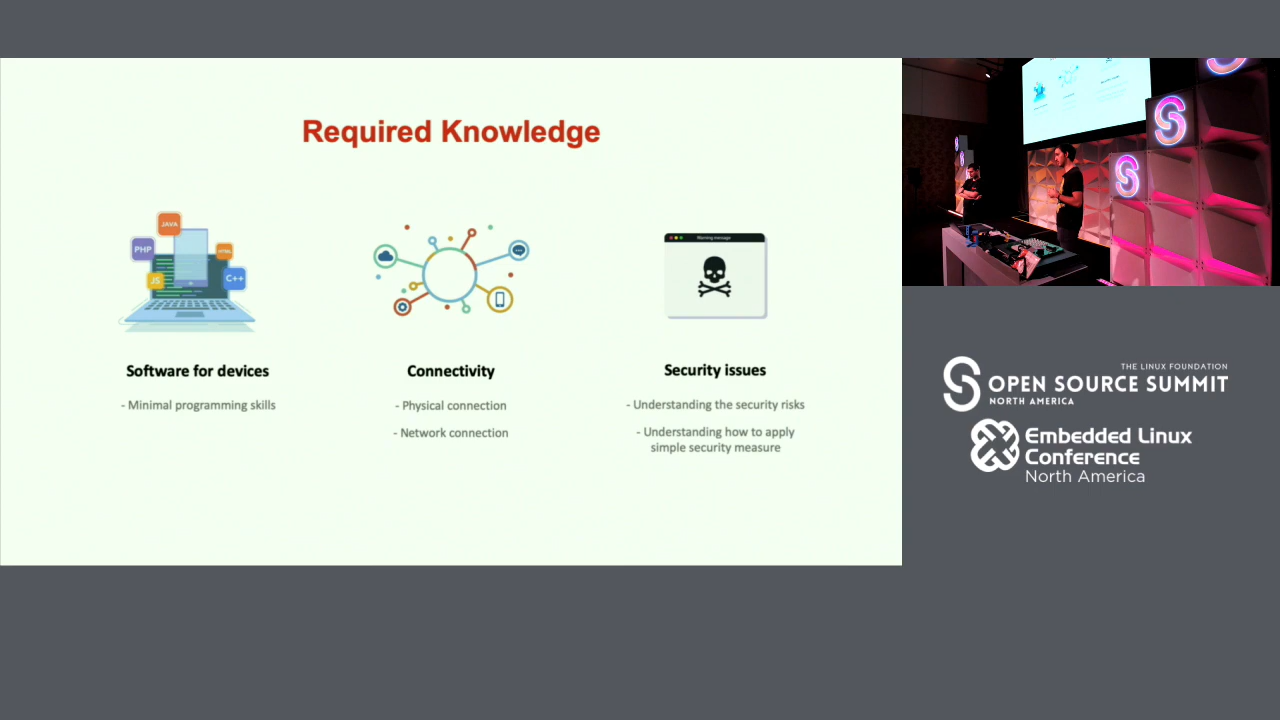 Required Knowledge
JAVA
PHP
HTML
JS
C++
Warning message
Software for devices
- Minimal programming skills
Connectivity
- Physical connection
- Network connection
Security issues
- Understanding the security risks
- Understanding how to apply
simple security measure
THE LINUX FOUNDATION
OPEN SOURCE SUMMIT
NORTH AMERICA
Embedded Linux
Conference
North America